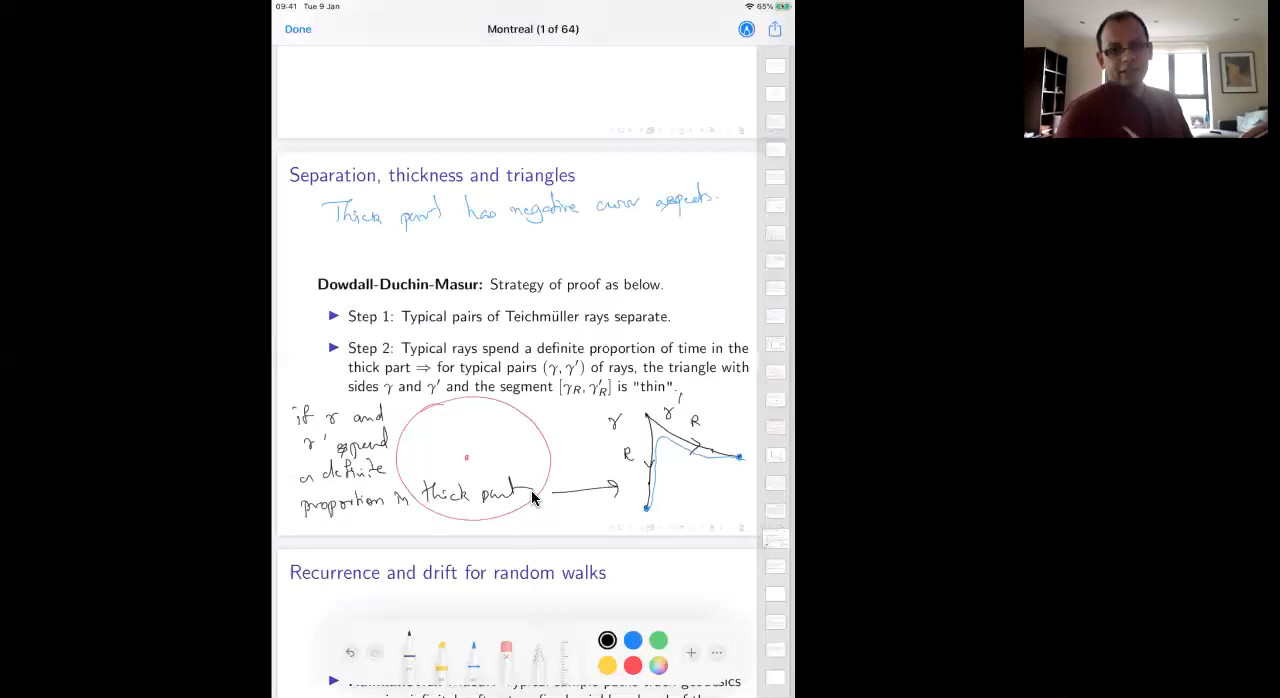 09:41 Tue 9 Jan
65%
Done
Montreal (1 of 64)
Separation, thickness and triangles
Thick part has negative curv aspects.
Dowdall-Duchin-Masur: Strategy of proof as below.
▶ Step 1: Typical pairs of Teichmüller rays separate.
▶ Step 2: Typical rays spend a definite proportion of time in the
thick part ⇒ for typical pairs (γ, γ′) of rays, the triangle with
sides γ and γ′ and the segment [γR, γ′R] is "thin".
if γ and
γ' spend
a definite
proportion in thick part
γ
γ'
R
R
Recurrence and drift for random walks